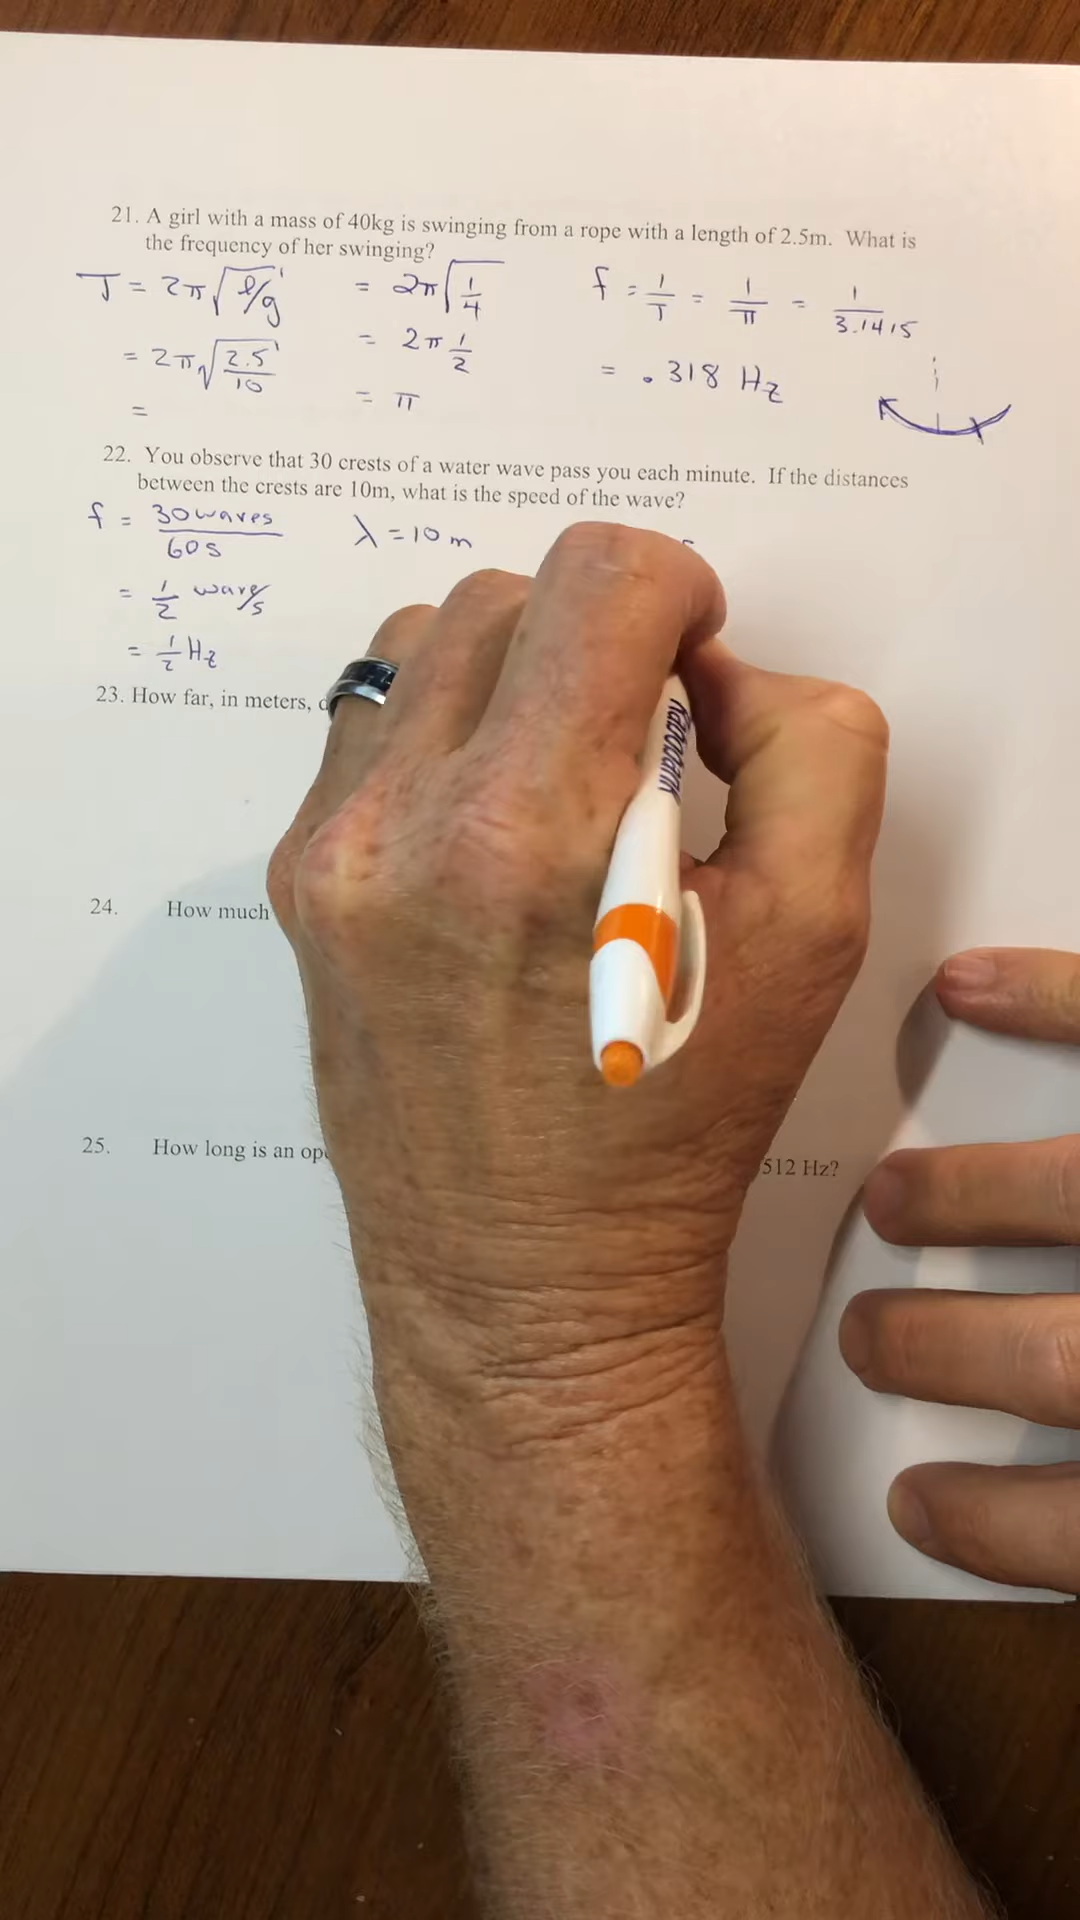 21. A girl with a mass of 40kg is swinging from a rope with a length of 2.5m. What is
the frequency of her swinging?
T = 2π√l/g = 2π√1/4 f = 1/T = 1/π = 1/3.1415
= 2π√2.5/10 = 2π 1/2 = .318 Hz
= = π
22. You observe that 30 crests of a water wave pass you each minute. If the distances
between the crests are 10m, what is the speed of the wave?
f = 30 waves/60s λ = 10 m
= 1/2 wave/s
= 1/2 Hz
23. How far, in meters,
24. How much
25. How long is an 512 Hz?
Rabobank